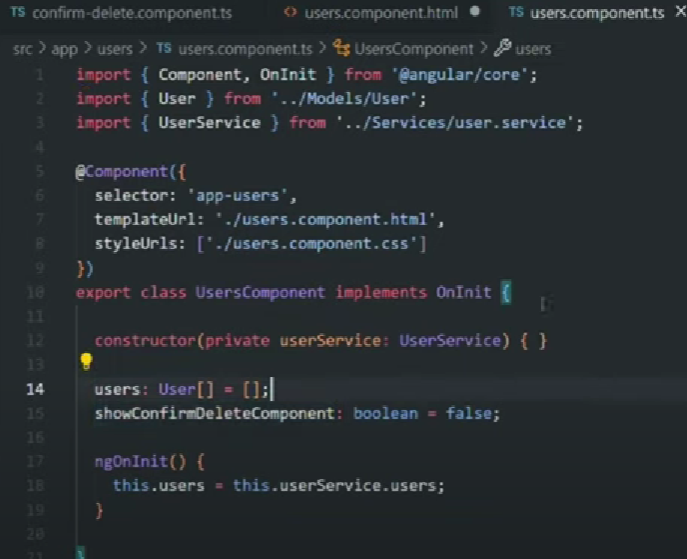 TS confirm-delete.component.ts <> users.component.html ● TS users.component.ts ×
src > app > users > TS users.component.ts > UsersComponent > users
1 import { Component, OnInit } from '@angular/core';
2 import { User } from '../Models/User';
3 import { UserService } from '../Services/user.service';
4
5 @Component({
6 selector: 'app-users',
7 templateUrl: './users.component.html',
8 styleUrls: ['./users.component.css']
9 })
10 export class UsersComponent implements OnInit {
11
12 constructor(private userService: UserService) { }
13
14 users: User[] = [];
15 showConfirmDeleteComponent: boolean = false;
16
17 ngOnInit() {
18 this.users = this.userService.users;
19 }
20
21 }